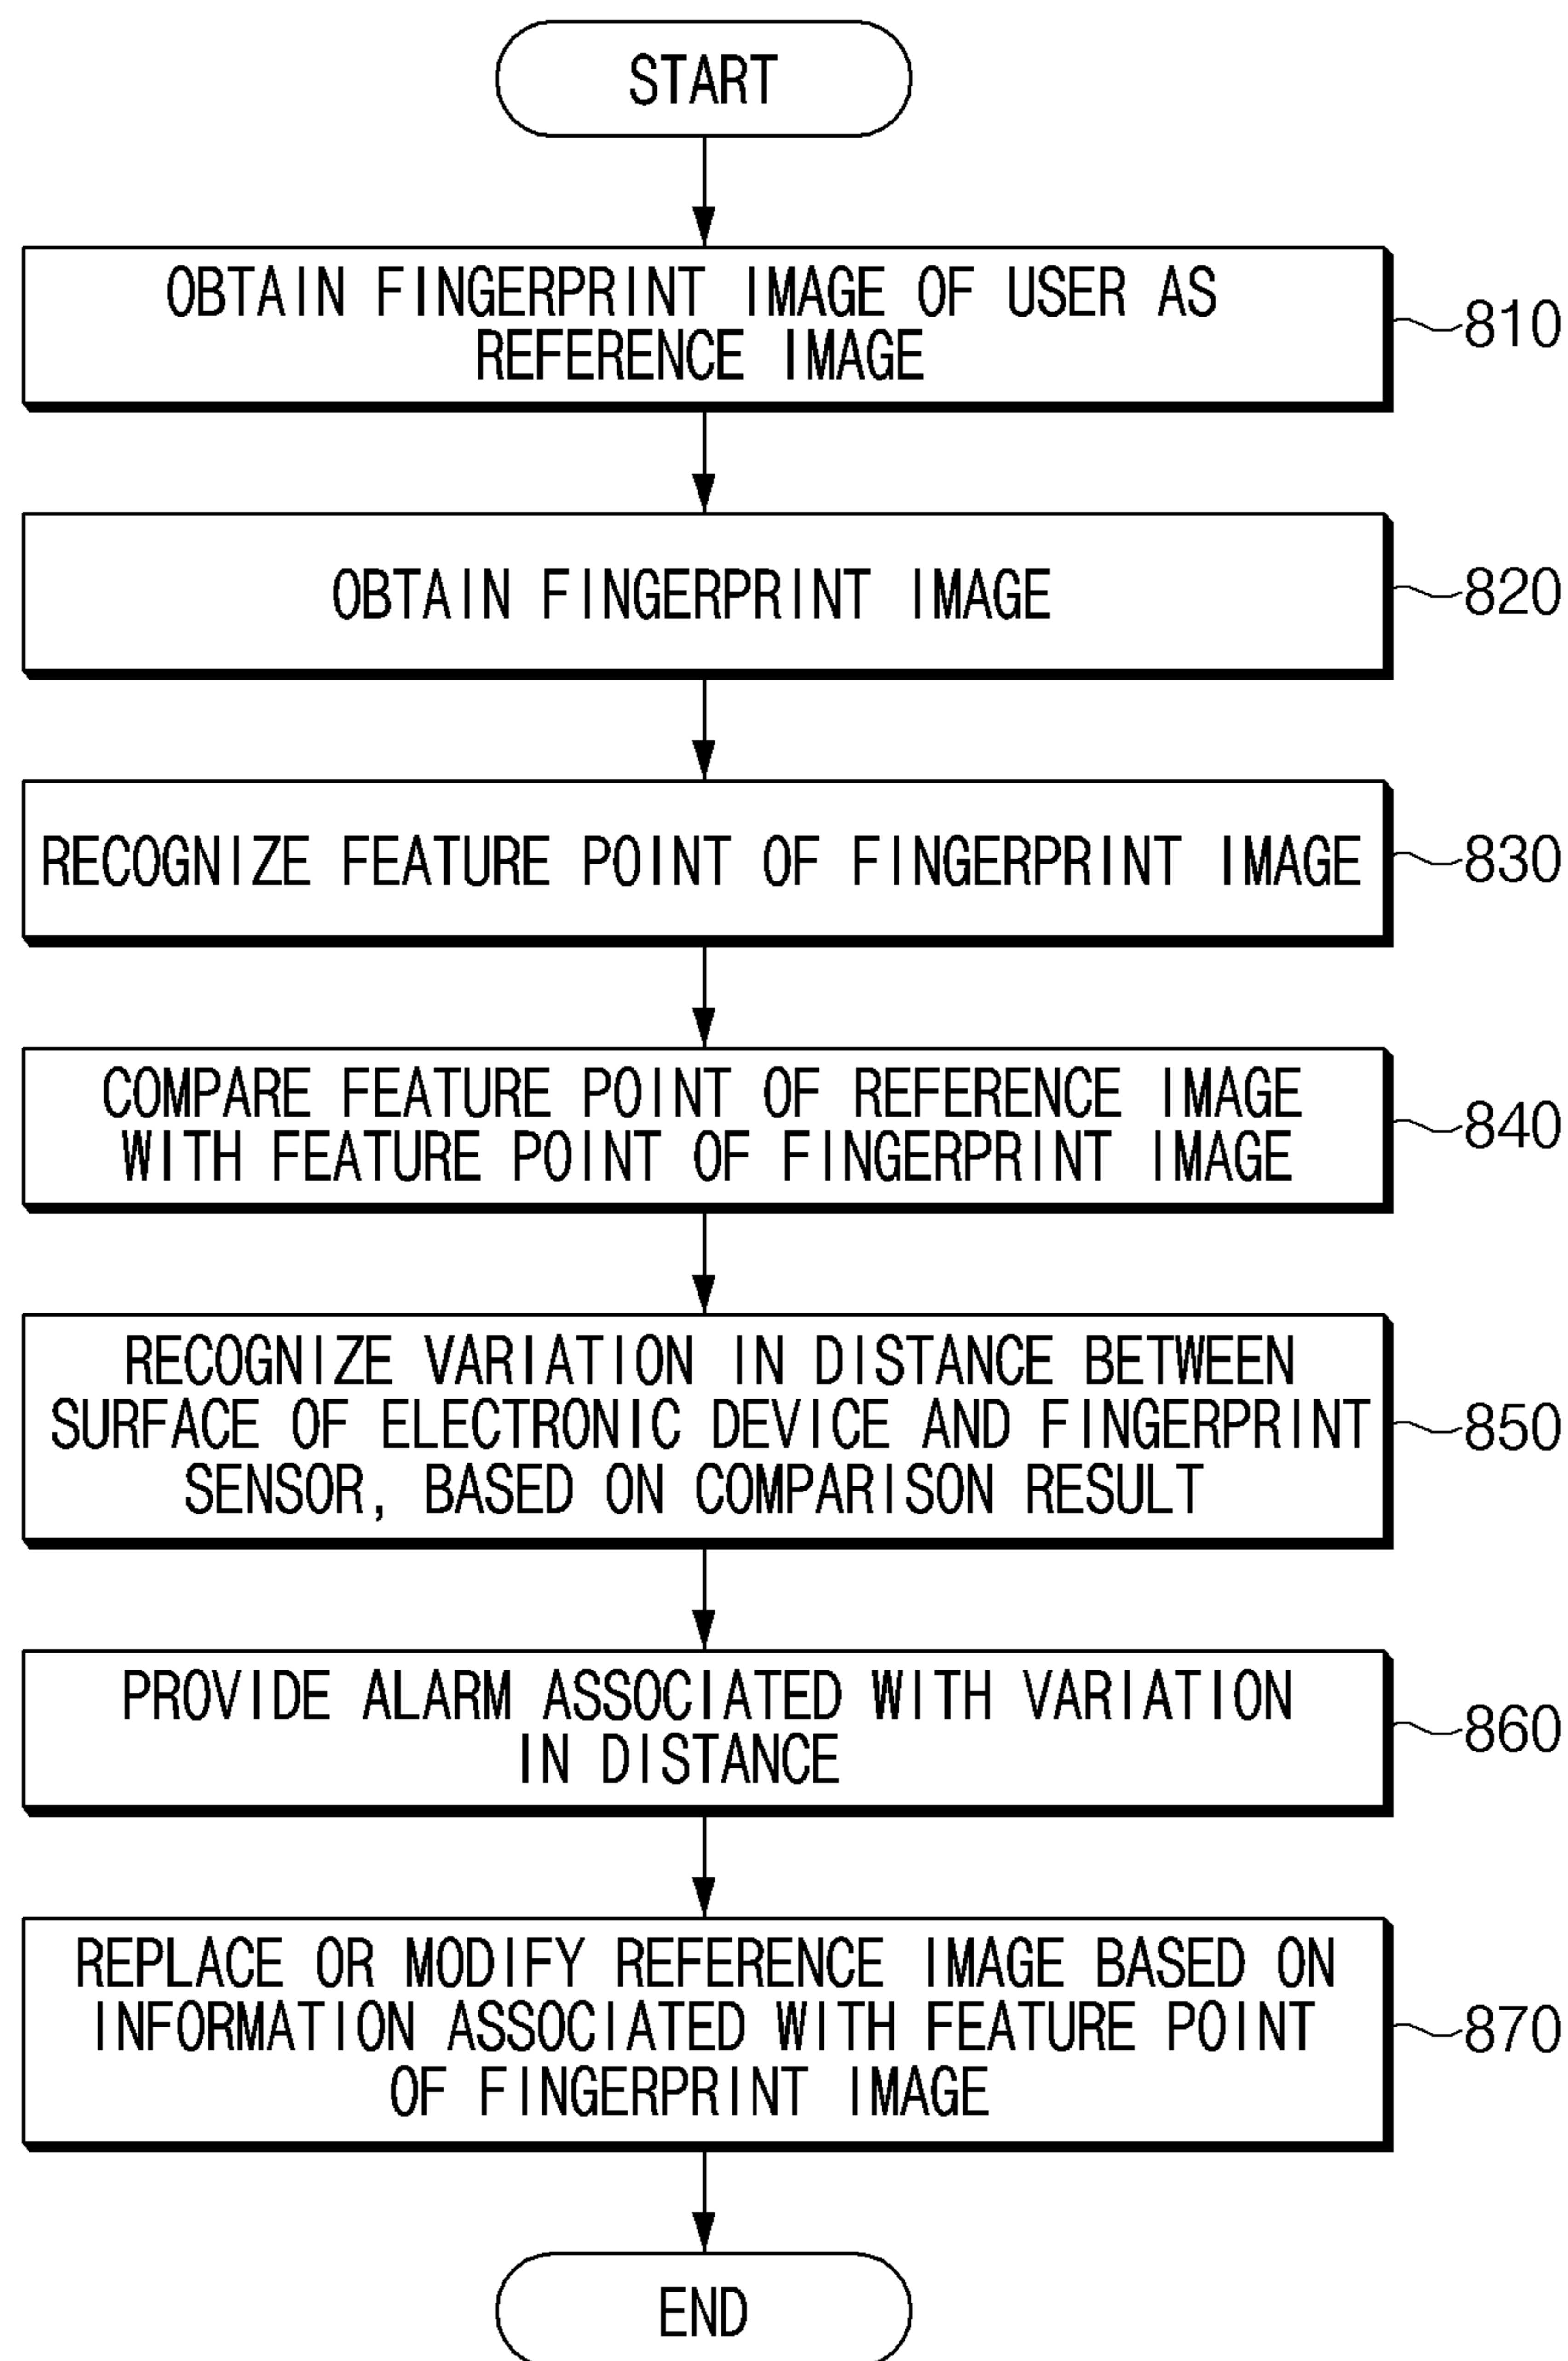 START
OBTAIN FINGERPRINT IMAGE OF USER AS
REFERENCE IMAGE
810
OBTAIN FINGERPRINT IMAGE
820
RECOGNIZE FEATURE POINT OF FINGERPRINT IMAGE
830
COMPARE FEATURE POINT OF REFERENCE IMAGE
WITH FEATURE POINT OF FINGERPRINT IMAGE
840
RECOGNIZE VARIATION IN DISTANCE BETWEEN
SURFACE OF ELECTRONIC DEVICE AND FINGERPRINT
SENSOR, BASED ON COMPARISON RESULT
850
PROVIDE ALARM ASSOCIATED WITH VARIATION
IN DISTANCE
860
REPLACE OR MODIFY REFERENCE IMAGE BASED ON
INFORMATION ASSOCIATED WITH FEATURE POINT
OF FINGERPRINT IMAGE
870
END